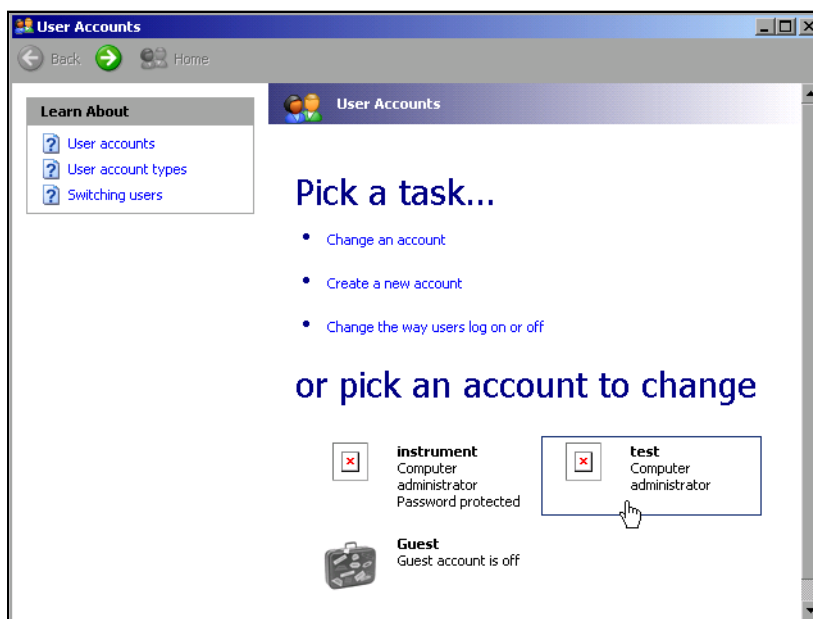 User Accounts
Back Home
Learn About
User accounts
User account types
Switching users
User Accounts
Pick a task...
Change an account
Create a new account
Change the way users log on or off
or pick an account to change
instrument
Computer
administrator
Password protected
test
Computer
administrator
Guest
Guest account is off